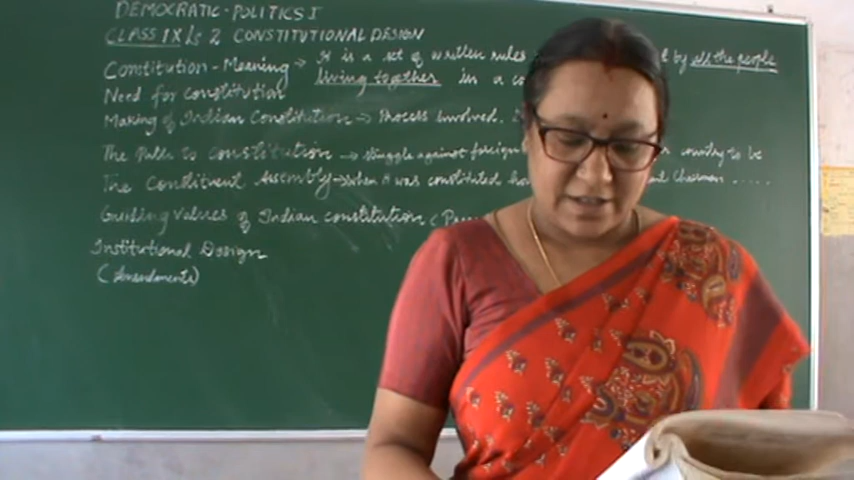 DEMOCRATIC-POLITICS I
CLASS IX Ls 2 CONSTITUTIONAL DESIGN
Constitution - Meaning → It is a set of written rules by all the people
living together in a co
Need for constitution
Making of Indian Constitution → Process involved.
The Path to constitution → struggle against foreign country to be
The Constituent Assembly → when it was constituted ho and Chairman .....
Guiding values of Indian constitution (
Institutional Design
(Amendments)